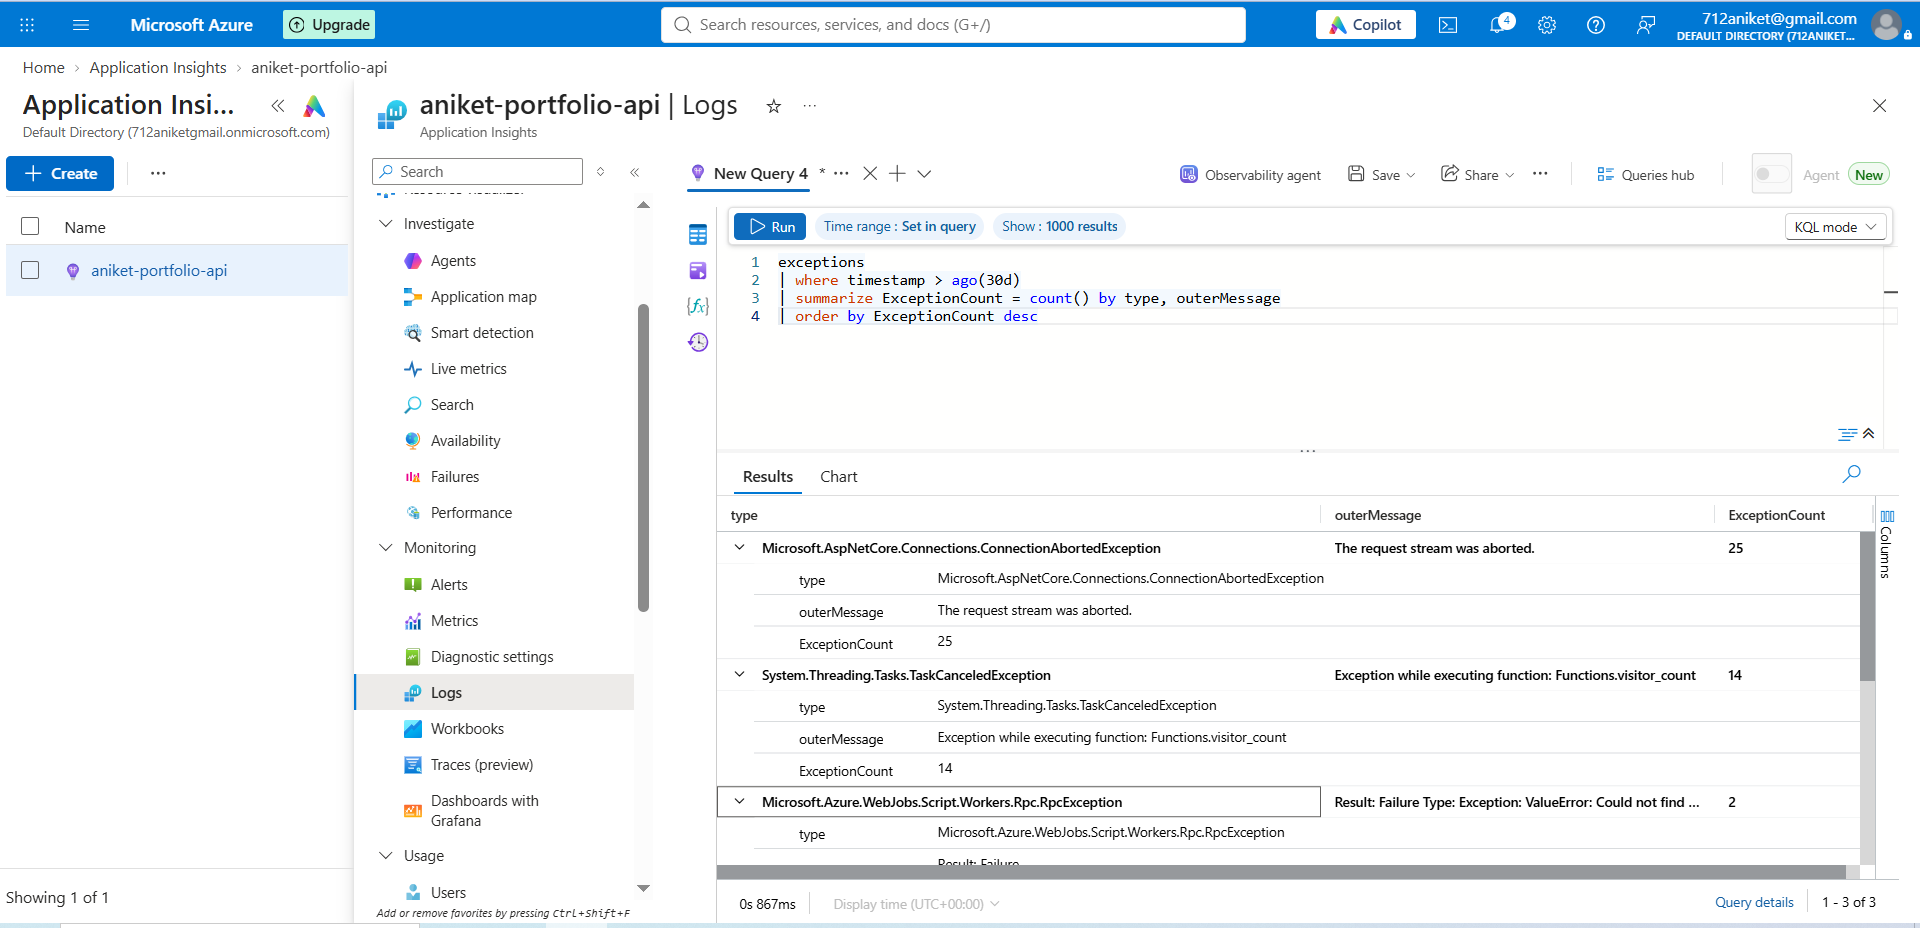 Microsoft Azure
Upgrade
Search resources, services, and docs (G+/)
Copilot
4
712aniket@gmail.com
DEFAULT DIRECTORY (712ANIKET...
Home > Application Insights > aniket-portfolio-api
Application Insi...
Default Directory (712aniketgmail.onmicrosoft.com)
Create
Name
aniket-portfolio-api
Showing 1 of 1
aniket-portfolio-api | Logs
Application Insights
Search
Investigate
Agents
Application map
Smart detection
Live metrics
Search
Availability
Failures
Performance
Monitoring
Alerts
Metrics
Diagnostic settings
Logs
Workbooks
Traces (preview)
Dashboards with
Grafana
Usage
Users
Add or remove favorites by pressing Ctrl+Shift+F
New Query 4 *
Observability agent
Save
Share
Queries hub
Agent
New
Run
Time range : Set in query
Show : 1000 results
KQL mode
1 exceptions
2 | where timestamp > ago(30d)
3 | summarize ExceptionCount = count() by type, outerMessage
4 | order by ExceptionCount desc
Results
Chart
type outerMessage ExceptionCount
Columns
Microsoft.AspNetCore.Connections.ConnectionAbortedException The request stream was aborted. 25
type Microsoft.AspNetCore.Connections.ConnectionAbortedException
outerMessage The request stream was aborted.
ExceptionCount 25
System.Threading.Tasks.TaskCanceledException Exception while executing function: Functions.visitor_count 14
type System.Threading.Tasks.TaskCanceledException
outerMessage Exception while executing function: Functions.visitor_count
ExceptionCount 14
Microsoft.Azure.WebJobs.Script.Workers.Rpc.RpcException Result: Failure Type: Exception: ValueError: Could not find ... 2
type Microsoft.Azure.WebJobs.Script.Workers.Rpc.RpcException
Result: Failure
0s 867ms
Display time (UTC+00:00)
Query details
1 - 3 of 3